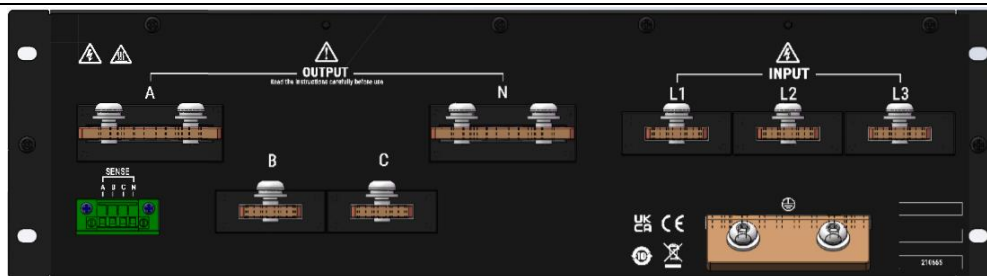 OUTPUT
Read the instructions carefully before use
INPUT
A
N
L1
L2
L3
B
C
SENSE
A B C N
UK
CA
CE
10
210665